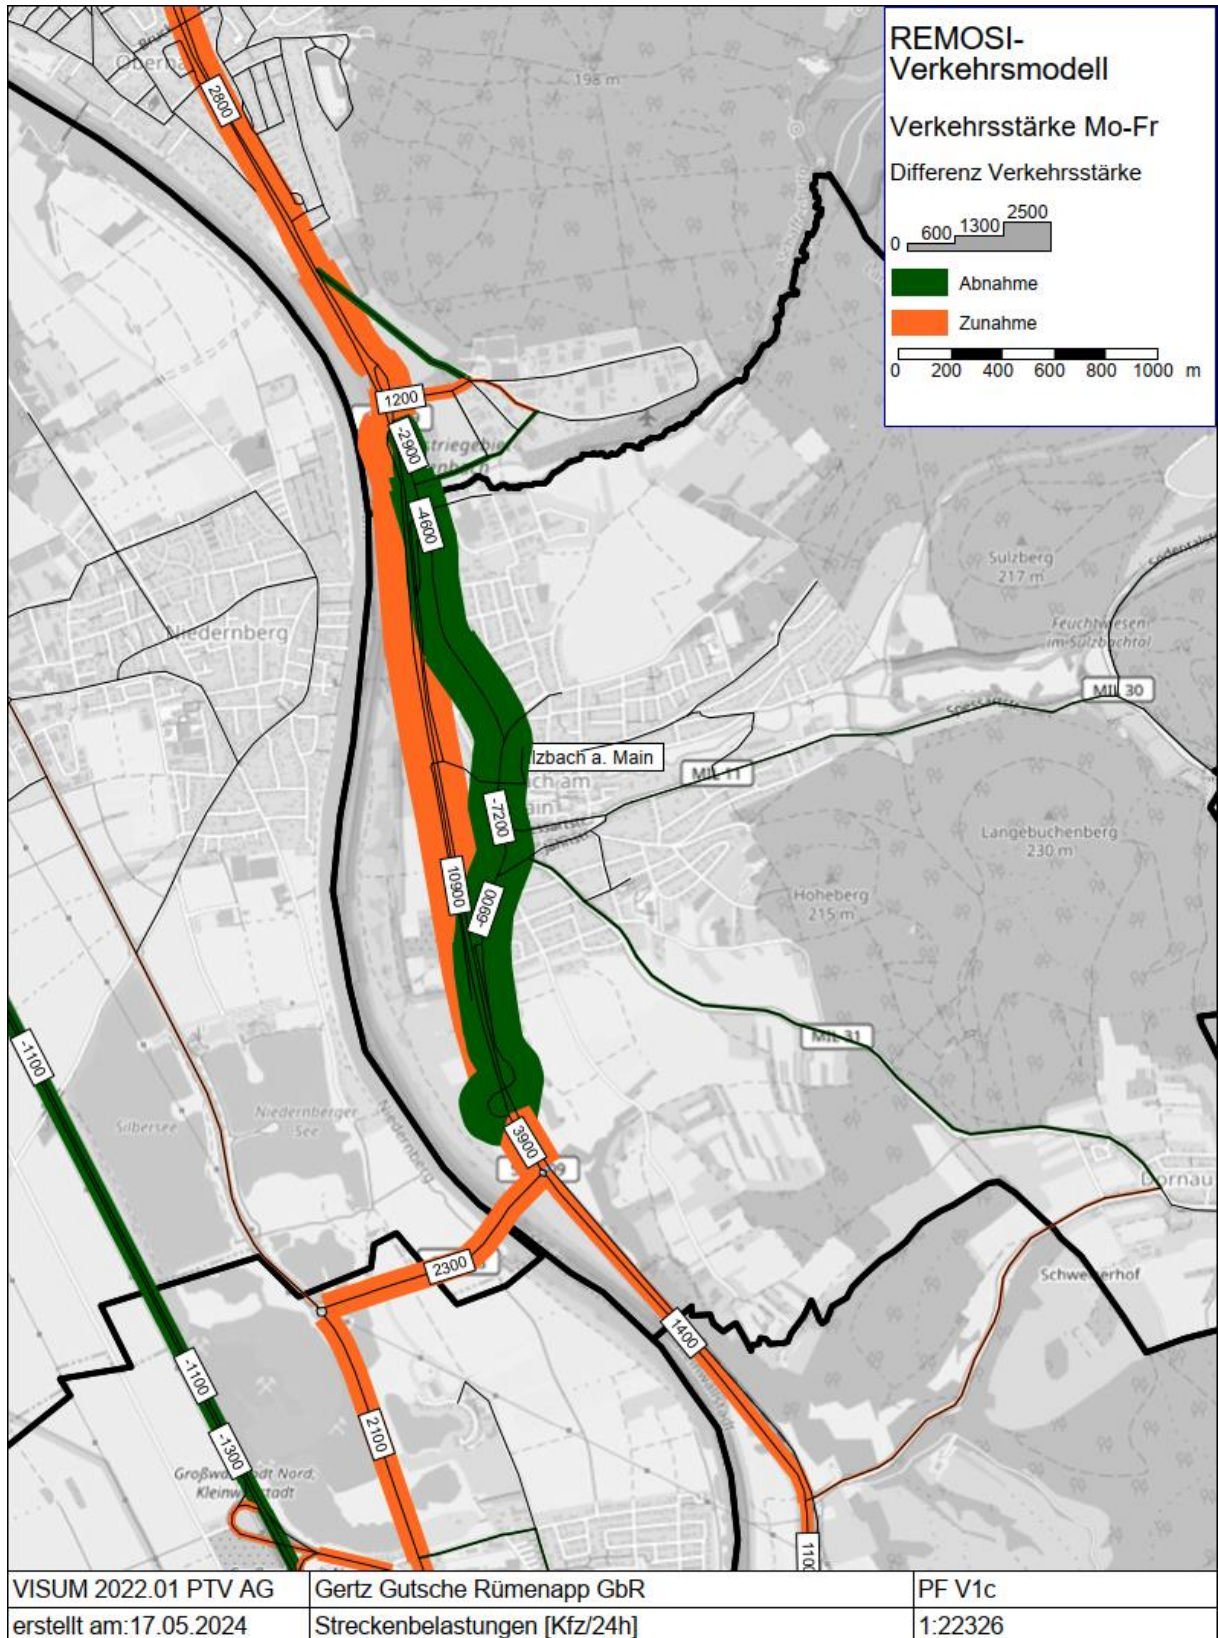 REMOSI-
Verkehrsmodell
Verkehrsstärke Mo-Fr
Differenz Verkehrsstärke
0 600 1300 2500
Abnahme
Zunahme
0 200 400 600 800 1000 m
2800
198 m
1200
-2900
-4600
Niedernberg
Sulzberg
217 m
Feuchtwiesen
im Sulzbachtal
MIL 30
lzbach a. Main
MIL 11
-7200
Langebuchenberg
230 m
10900
-6900
Hoheberg
215 m
MIL 31
-1100
Silbersee
Niedernberger
See
Niedernberg
3900
Dornau
2300
1400
-1100
2100
-1300
Kleinw
1100
VISUM 2022.01 PTV AG
Gertz Gutsche Rümenapp GbR
PF V1c
erstellt am:17.05.2024
Streckenbelastungen [Kfz/24h]
1:22326